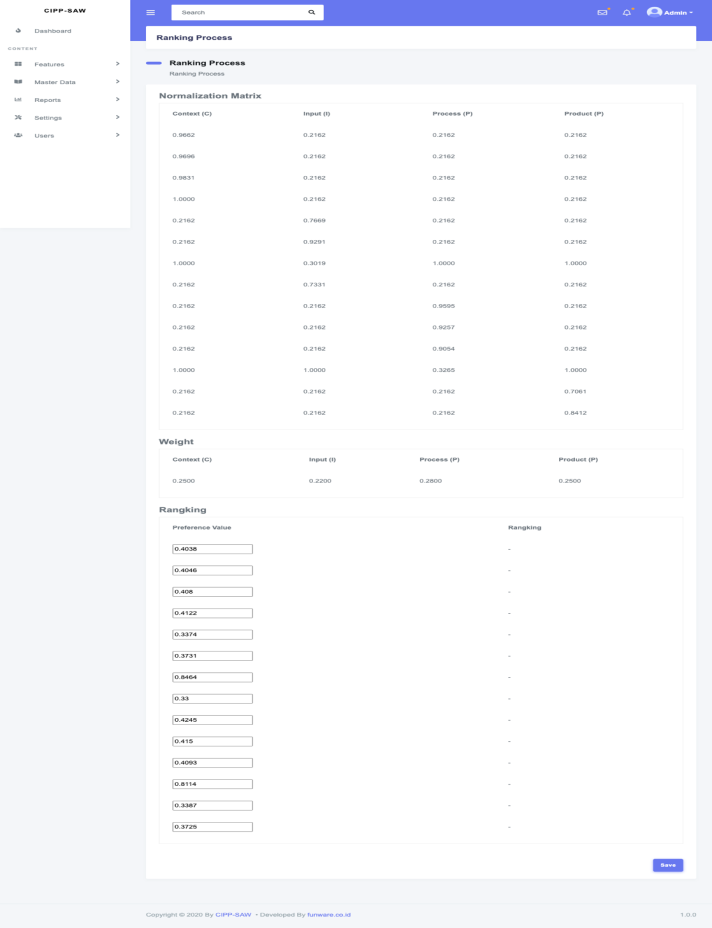 CIPP-SAW
Search
Admin
Dashboard
CONTENT
Features
Master Data
Reports
Settings
Users
Ranking Process
Ranking Process
Ranking Process
Normalization Matrix
Context (C) Input (I) Process (P) Product (P)
0.9662 0.2162 0.2162 0.2162
0.9696 0.2162 0.2162 0.2162
0.9831 0.2162 0.2162 0.2162
1.0000 0.2162 0.2162 0.2162
0.2162 0.7669 0.2162 0.2162
0.2162 0.9291 0.2162 0.2162
1.0000 0.3019 1.0000 1.0000
0.2162 0.7331 0.2162 0.2162
0.2162 0.2162 0.9595 0.2162
0.2162 0.2162 0.9257 0.2162
0.2162 0.2162 0.9054 0.2162
1.0000 1.0000 0.3265 1.0000
0.2162 0.2162 0.2162 0.7061
0.2162 0.2162 0.2162 0.8412
Weight
Context (C) Input (I) Process (P) Product (P)
0.2500 0.2200 0.2800 0.2500
Rangking
Preference Value Rangking
0.4038 -
0.4046 -
0.408 -
0.4122 -
0.3374 -
0.3731 -
0.8464 -
0.33 -
0.4245 -
0.415 -
0.4093 -
0.8114 -
0.3387 -
0.3725 -
Save
Copyright © 2020 By CIPP-SAW • Developed By funware.co.id 1.0.0